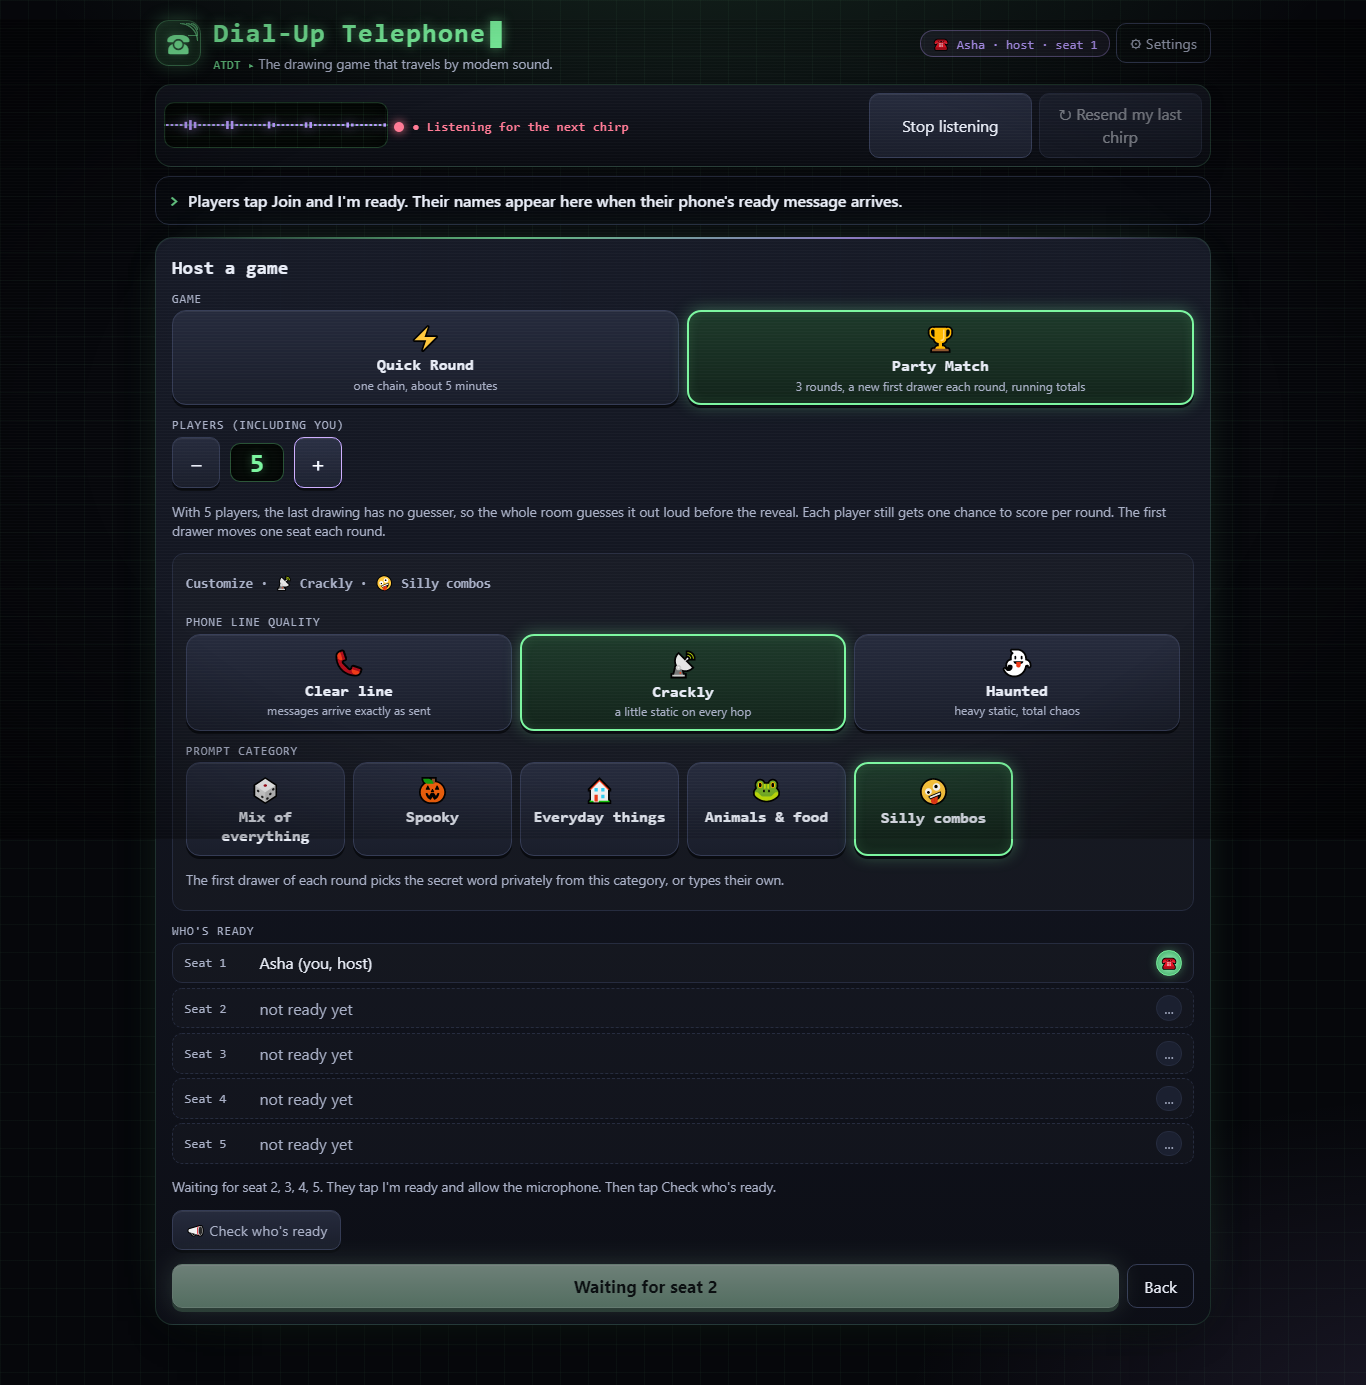 Dial-Up Telephone
ATDT ▸ The drawing game that travels by modem sound.
☎ Asha · host · seat 1
⚙ Settings
● Listening for the next chirp
Stop listening
↻ Resend my last
chirp
> Players tap Join and I'm ready. Their names appear here when their phone's ready message arrives.
Host a game
GAME
Quick Round
one chain, about 5 minutes
Party Match
3 rounds, a new first drawer each round, running totals
PLAYERS (INCLUDING YOU)
− 5 +
With 5 players, the last drawing has no guesser, so the whole room guesses it out loud before the reveal. Each player still gets one chance to score per round. The first
drawer moves one seat each round.
Customize · 📡 Crackly · 🤪 Silly combos
PHONE LINE QUALITY
Clear line
messages arrive exactly as sent
Crackly
a little static on every hop
Haunted
heavy static, total chaos
PROMPT CATEGORY
Mix of
everything
Spooky
Everyday things
Animals & food
Silly combos
The first drawer of each round picks the secret word privately from this category, or types their own.
WHO'S READY
Seat 1 Asha (you, host)
Seat 2 not ready yet …
Seat 3 not ready yet …
Seat 4 not ready yet …
Seat 5 not ready yet …
Waiting for seat 2, 3, 4, 5. They tap I'm ready and allow the microphone. Then tap Check who's ready.
Check who's ready
Waiting for seat 2
Back